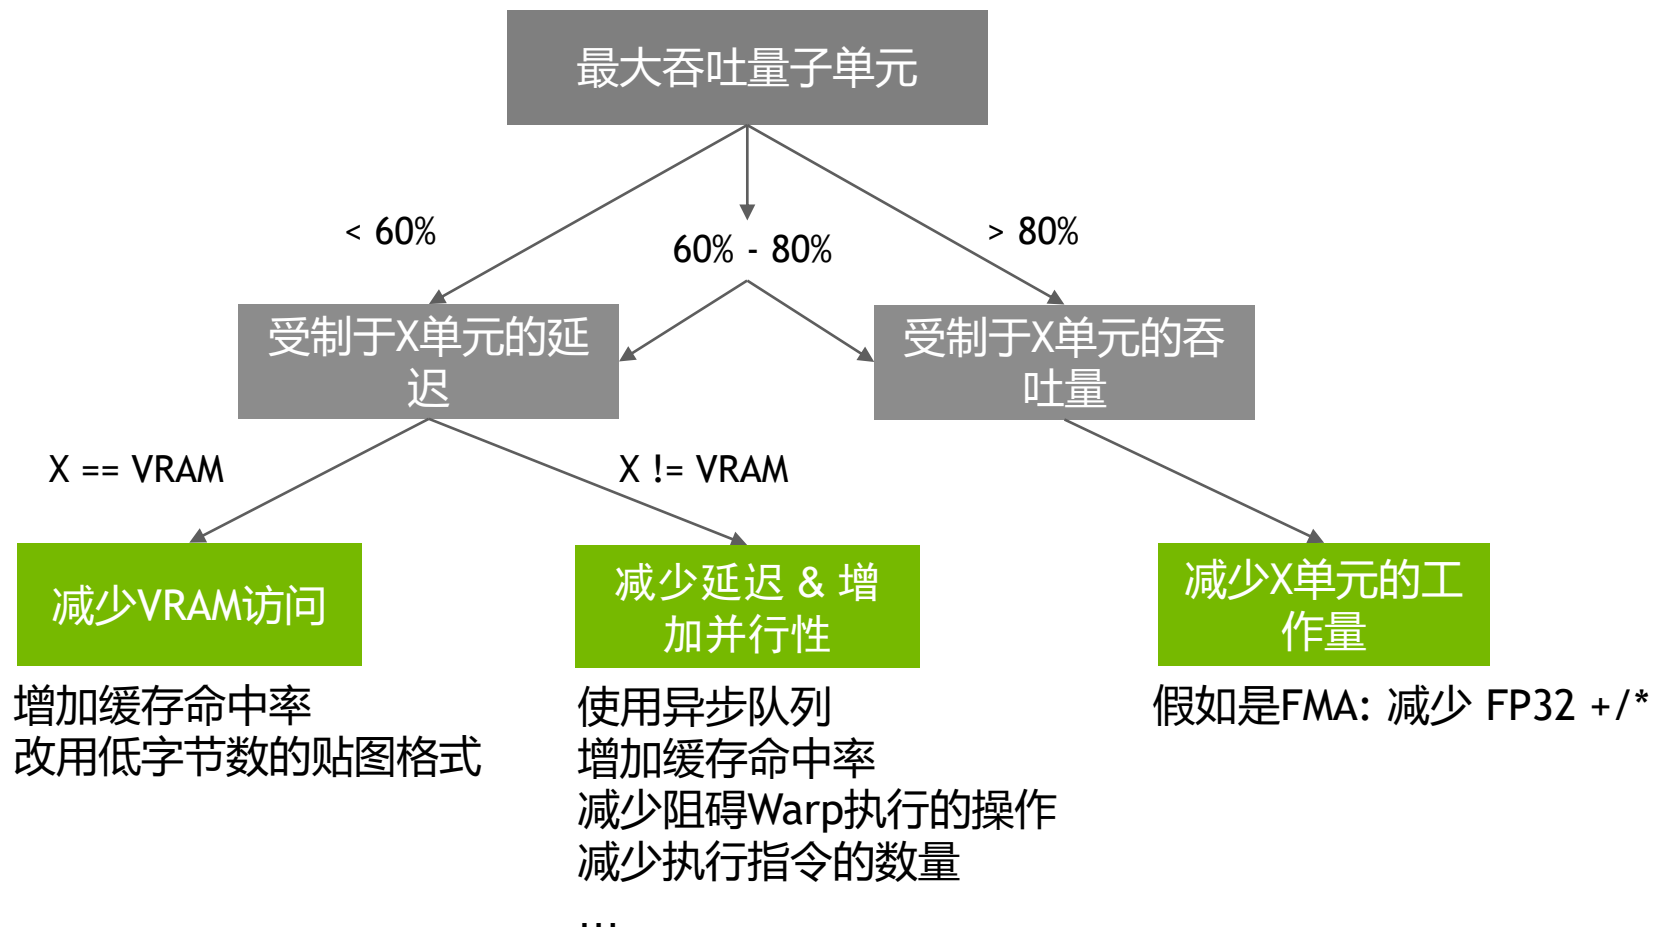 最大吞吐量子单元
< 60%
60% - 80%
> 80%
受制于X单元的延
迟
受制于X单元的吞
吐量
X == VRAM
X != VRAM
减少VRAM访问
减少延迟 & 增
加并行性
减少X单元的工
作量
增加缓存命中率
改用低字节数的贴图格式
使用异步队列
增加缓存命中率
减少阻碍Warp执行的操作
减少执行指令的数量
...
假如是FMA: 减少 FP32 +/*